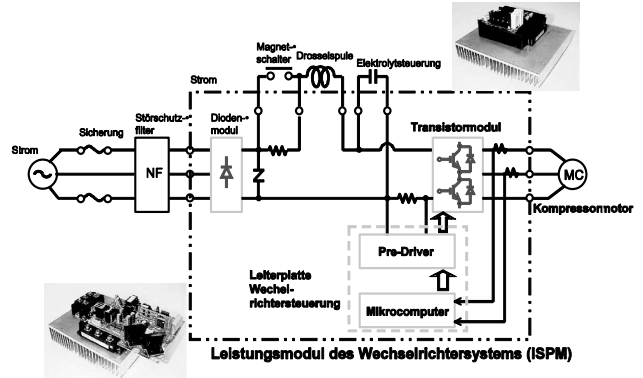 Magnet-•
schalter
Drosselspule
Elektrolytsteuerung
Strom
Störschutz-•
filter
Dioden-•
modul
Sicherung
Transistormodul
Strom
NF
MC
Kompressormotor
Pre-Driver
Leiterplatte
Wechel-
richtersteuerung
Mikrocomputer
Leistungsmodul des Wechselrichtersystems (ISPM)